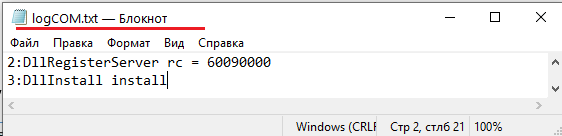 logCOM.txt — Блокнот
Файл Правка Формат Вид Справка
2:DllRegisterServer rc = 60090000
3:DllInstall install
Windows (CRLF Стр 2, стлб 21 100%